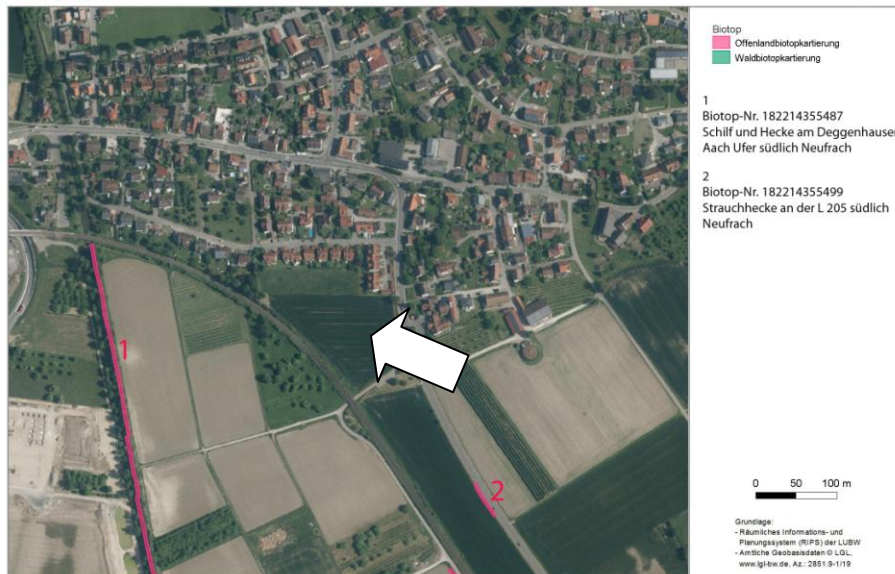 Biotop
Offenlandbiotopkartierung
Waldbiotopkartierung
1
Biotop-Nr. 182214355487
Schilf und Hecke am Deggenhauser
Aach Ufer südlich Neufrach
2
Biotop-Nr. 182214355499
Strauchhecke an der L 205 südlich
Neufrach
1
2
0 50 100 m
Grundlage:
- Räumliches Informations- und
Planungssystem (RIPS) der LUBW
- Amtliche Geobasisdaten © LGL,
www.lgl-bw.de, Az.: 2851.9-1/19